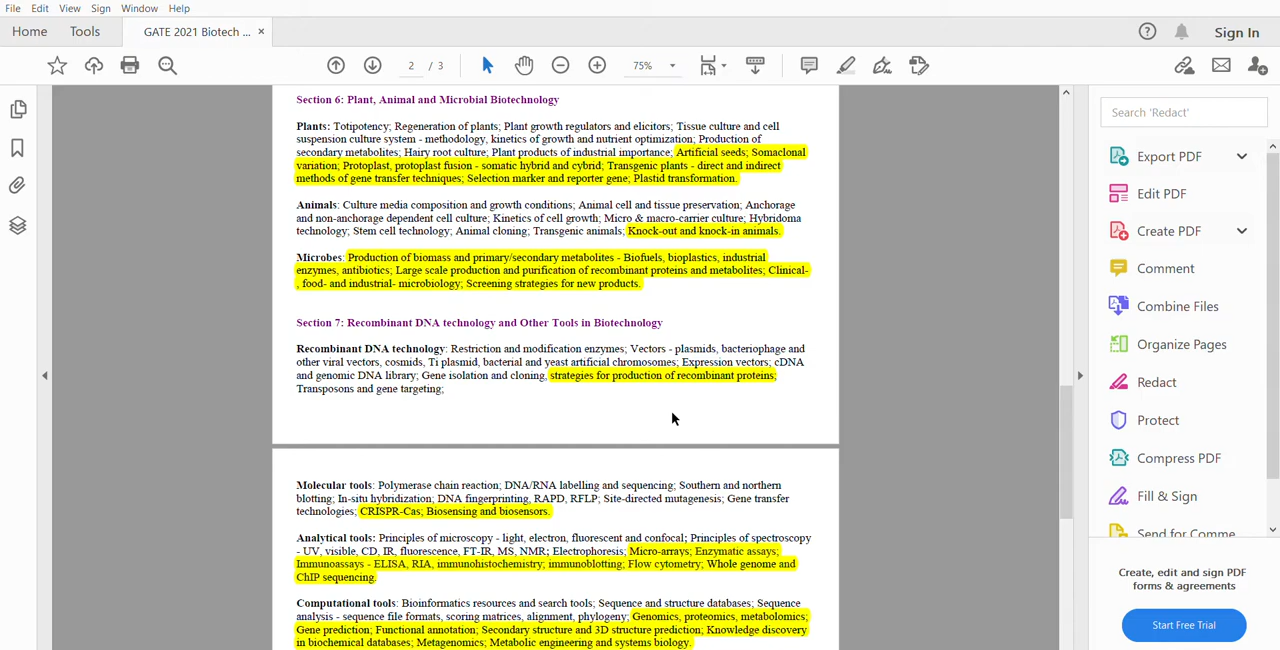 File Edit View Sign Window Help
Home Tools GATE 2021 Biotech ... × Sign In
2 / 3 75%
Section 6: Plant, Animal and Microbial Biotechnology
Plants: Totipotency; Regeneration of plants; Plant growth regulators and elicitors; Tissue culture and cell
suspension culture system - methodology, kinetics of growth and nutrient optimization; Production of
secondary metabolites; Hairy root culture; Plant products of industrial importance; Artificial seeds; Somaclonal
variation; Protoplast, protoplast fusion - somatic hybrid and cybrid; Transgenic plants - direct and indirect
methods of gene transfer techniques; Selection marker and reporter gene; Plastid transformation.
Animals: Culture media composition and growth conditions; Animal cell and tissue preservation; Anchorage
and non-anchorage dependent cell culture; Kinetics of cell growth; Micro & macro-carrier culture; Hybridoma
technology; Stem cell technology; Animal cloning; Transgenic animals; Knock-out and knock-in animals.
Microbes: Production of biomass and primary/secondary metabolites - Biofuels, bioplastics, industrial
enzymes, antibiotics; Large scale production and purification of recombinant proteins and metabolites; Clinical-
, food- and industrial- microbiology; Screening strategies for new products.
Section 7: Recombinant DNA technology and Other Tools in Biotechnology
Recombinant DNA technology: Restriction and modification enzymes; Vectors - plasmids, bacteriophage and
other viral vectors, cosmids, Ti plasmid, bacterial and yeast artificial chromosomes; Expression vectors; cDNA
and genomic DNA library; Gene isolation and cloning, strategies for production of recombinant proteins;
Transposons and gene targeting;
Molecular tools: Polymerase chain reaction; DNA/RNA labelling and sequencing; Southern and northern
blotting; In-situ hybridization; DNA fingerprinting, RAPD, RFLP; Site-directed mutagenesis; Gene transfer
technologies; CRISPR-Cas; Biosensing and biosensors.
Analytical tools: Principles of microscopy - light, electron, fluorescent and confocal; Principles of spectroscopy
- UV, visible, CD, IR, fluorescence, FT-IR, MS, NMR; Electrophoresis; Micro-arrays; Enzymatic assays;
Immunoassays - ELISA, RIA, immunohistochemistry; immunoblotting; Flow cytometry; Whole genome and
ChIP sequencing.
Computational tools: Bioinformatics resources and search tools; Sequence and structure databases; Sequence
analysis - sequence file formats, scoring matrices, alignment, phylogeny; Genomics, proteomics, metabolomics;
Gene prediction; Functional annotation; Secondary structure and 3D structure prediction; Knowledge discovery
in biochemical databases; Metagenomics; Metabolic engineering and systems biology.
Search 'Redact'
Export PDF
Edit PDF
Create PDF
Comment
Combine Files
Organize Pages
Redact
Protect
Compress PDF
Fill & Sign
Send for Comme
Create, edit and sign PDF
forms & agreements
Start Free Trial